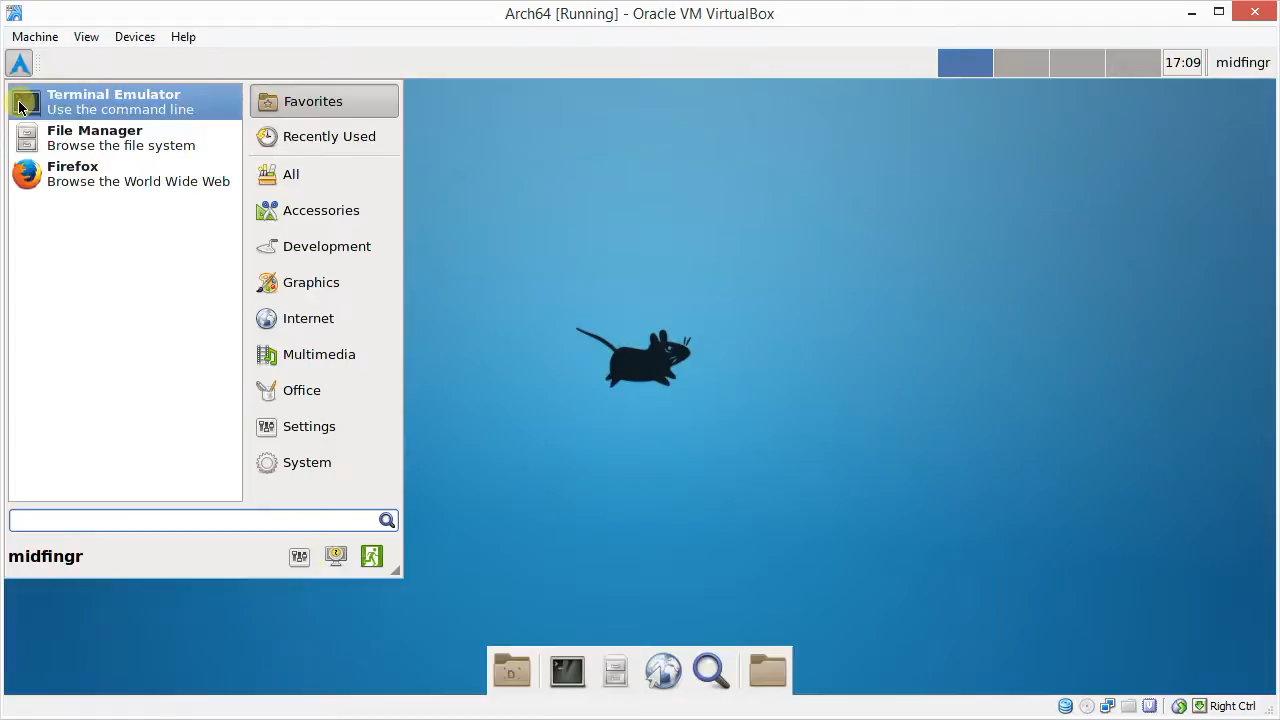 Arch64 [Running] - Oracle VM VirtualBox
Machine View Devices Help
17:09 midfingr
Terminal Emulator
Use the command line
File Manager
Browse the file system
Firefox
Browse the World Wide Web
Favorites
Recently Used
All
Accessories
Development
Graphics
Internet
Multimedia
Office
Settings
System
midfingr
Right Ctrl